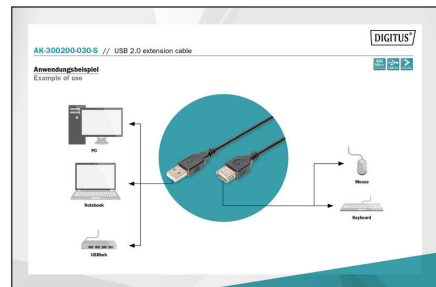 DIGITUS®
AK-300200-030-S // USB 2.0 extension cable
Anwendungsbeispiel
Example of use
PC
Notebook
USBhub
Mouse
Keyboard